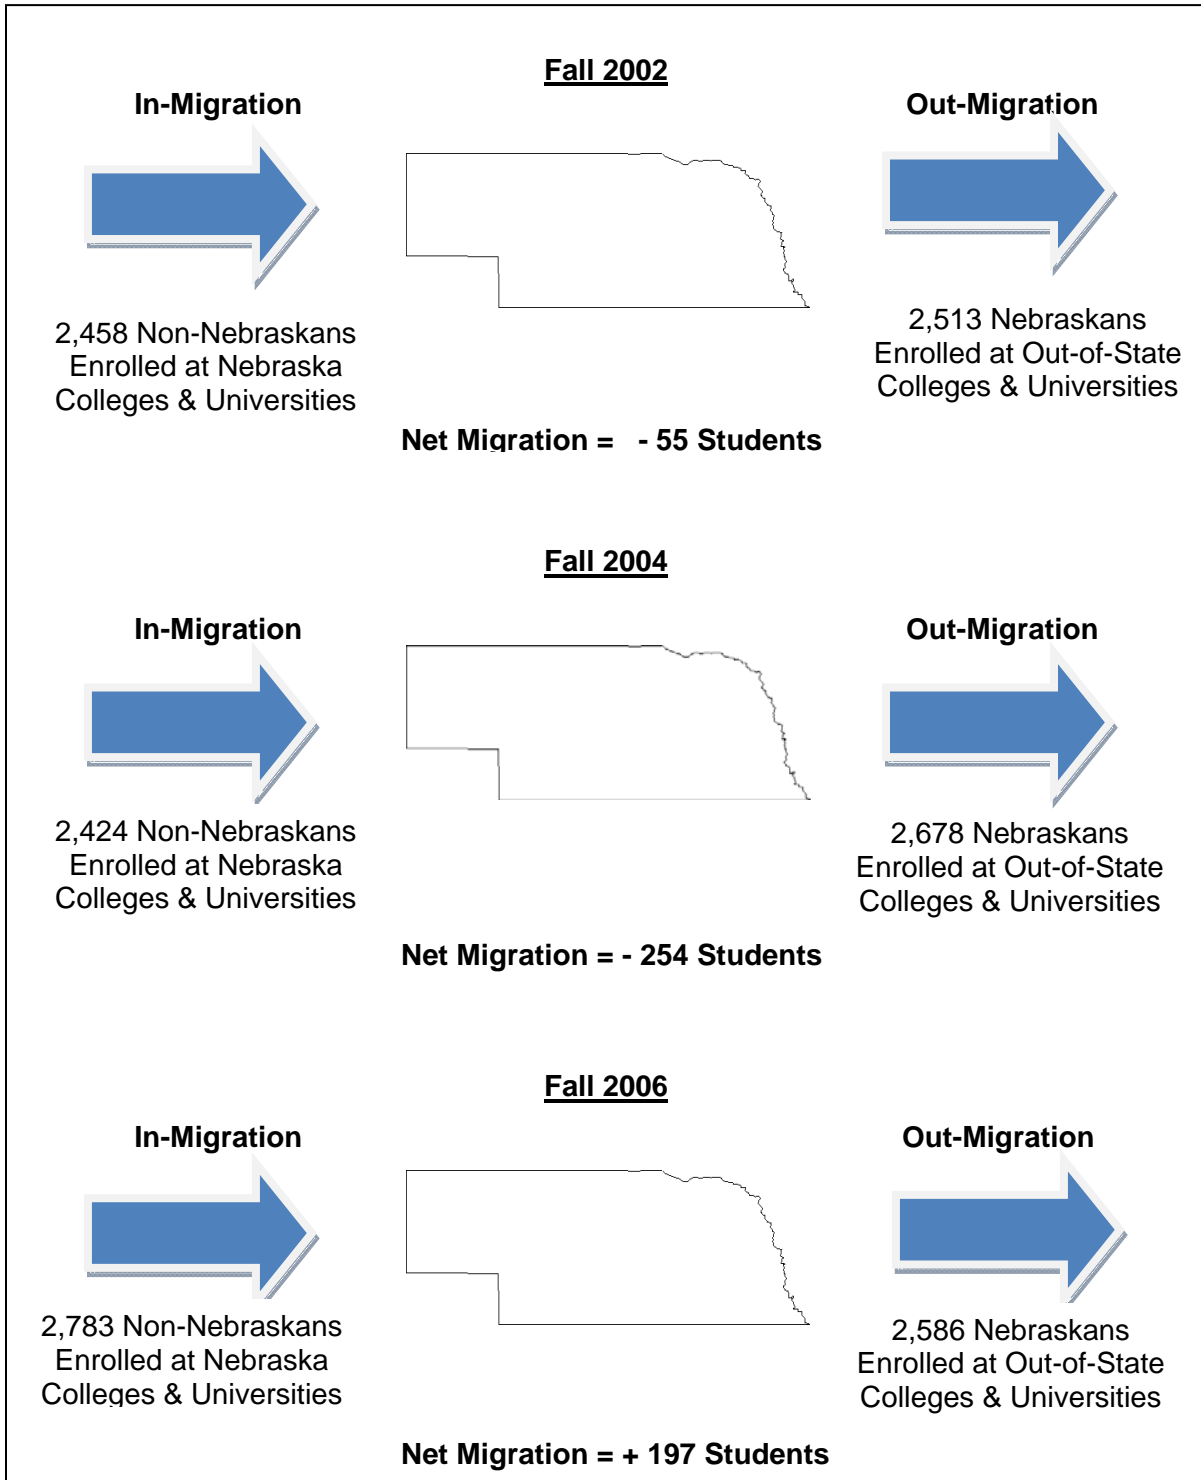 Fall 2002
In-Migration
Out-Migration
2,458 Non-Nebraskans
Enrolled at Nebraska
Colleges & Universities
2,513 Nebraskans
Enrolled at Out-of-State
Colleges & Universities
Net Migration = - 55 Students
Fall 2004
In-Migration
Out-Migration
2,424 Non-Nebraskans
Enrolled at Nebraska
Colleges & Universities
2,678 Nebraskans
Enrolled at Out-of-State
Colleges & Universities
Net Migration = - 254 Students
Fall 2006
In-Migration
Out-Migration
2,783 Non-Nebraskans
Enrolled at Nebraska
Colleges & Universities
2,586 Nebraskans
Enrolled at Out-of-State
Colleges & Universities
Net Migration = + 197 Students